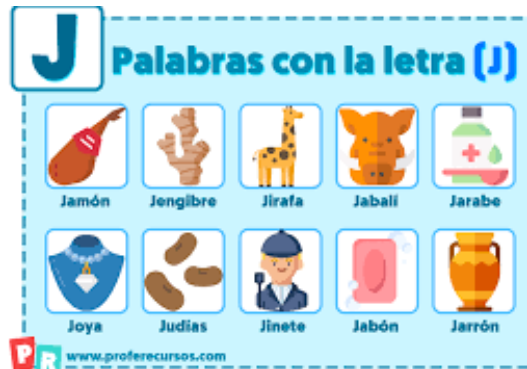 J
Palabras con la letra (J)
Jamón Jengibre Jirafa Jabalí Jarabe
Joya Judías Jinete Jabón Jarrón
PR www.proferecursos.com